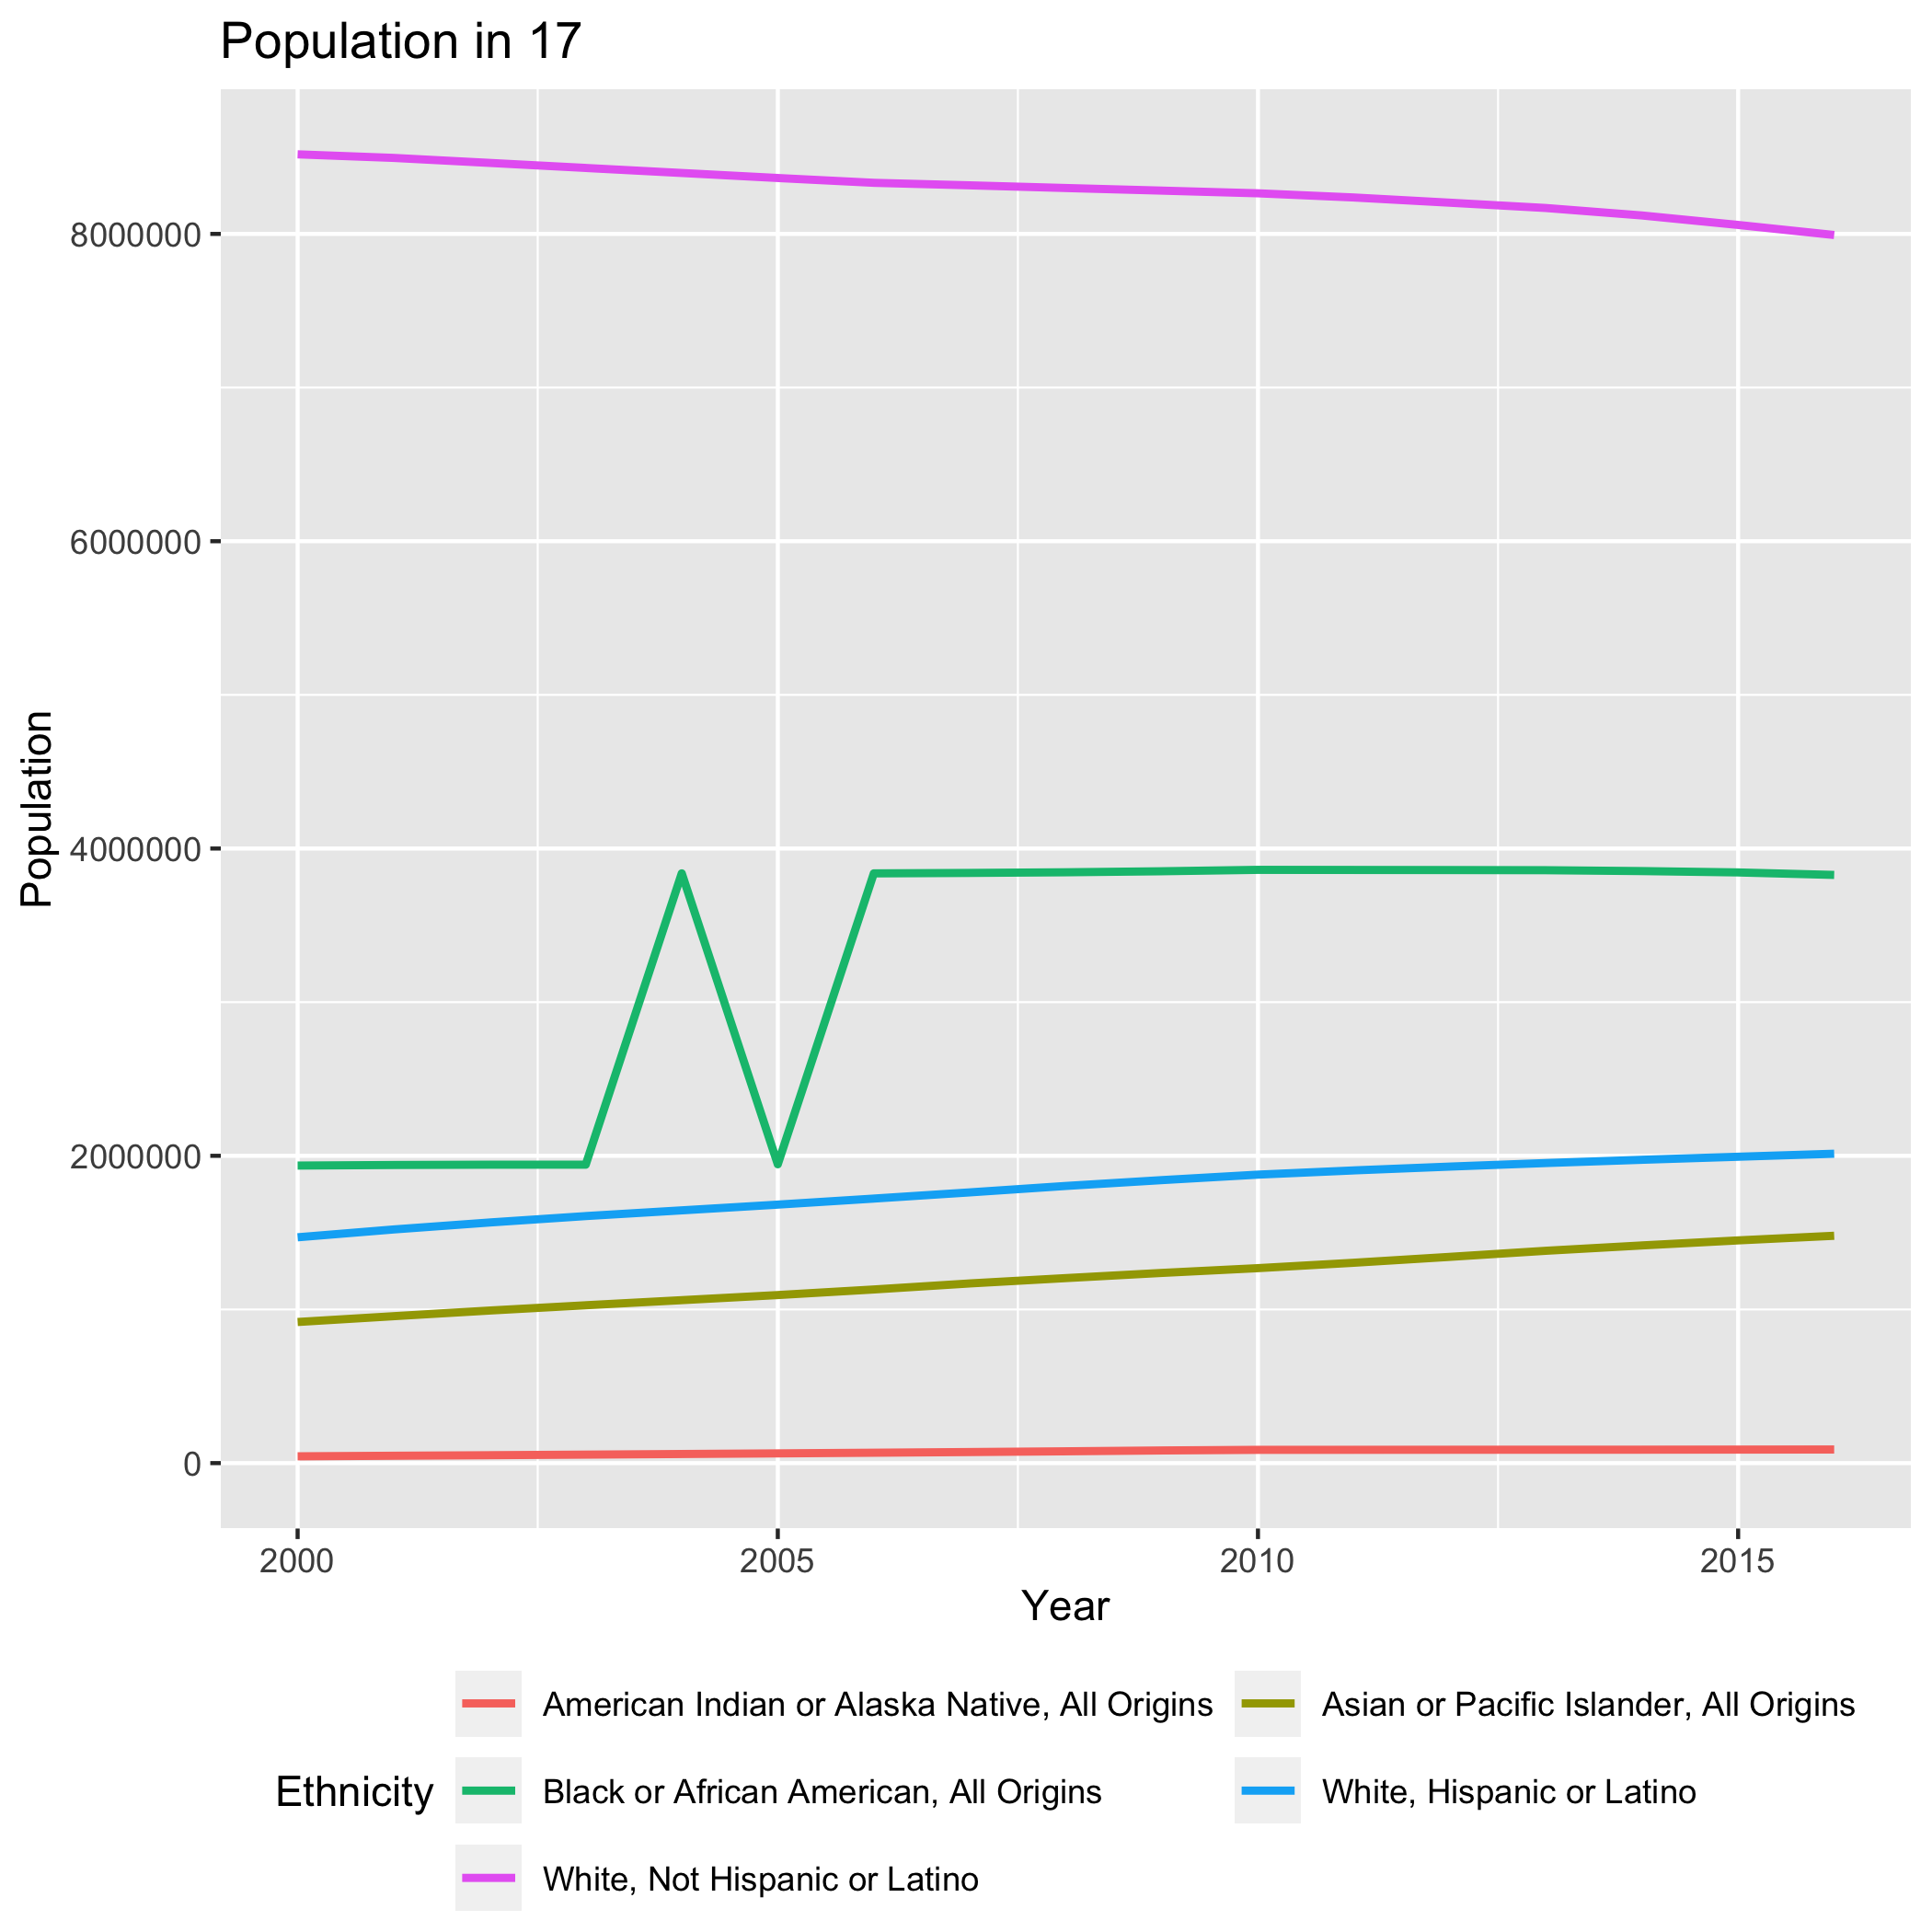 Population in 17
Population
8000000
6000000
4000000
2000000
0
2000 2005 2010 2015
Year
Ethnicity
American Indian or Alaska Native, All Origins
Asian or Pacific Islander, All Origins
Black or African American, All Origins
White, Hispanic or Latino
White, Not Hispanic or Latino